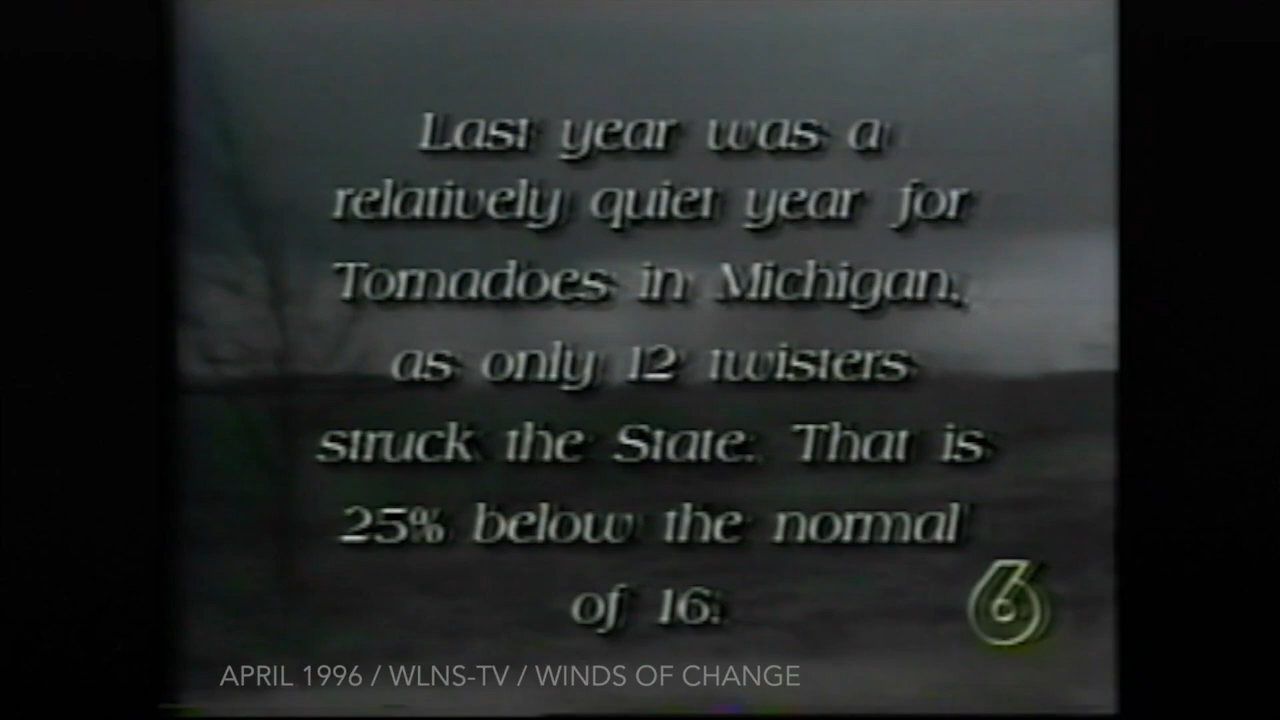 Last year was a
relatively quiet year for
Tornadoes in Michigan,
as only 12 twisters
struck the State. That is
25% below the normal
of 16.
6
APRIL 1996 / WLNS-TV / WINDS OF CHANGE